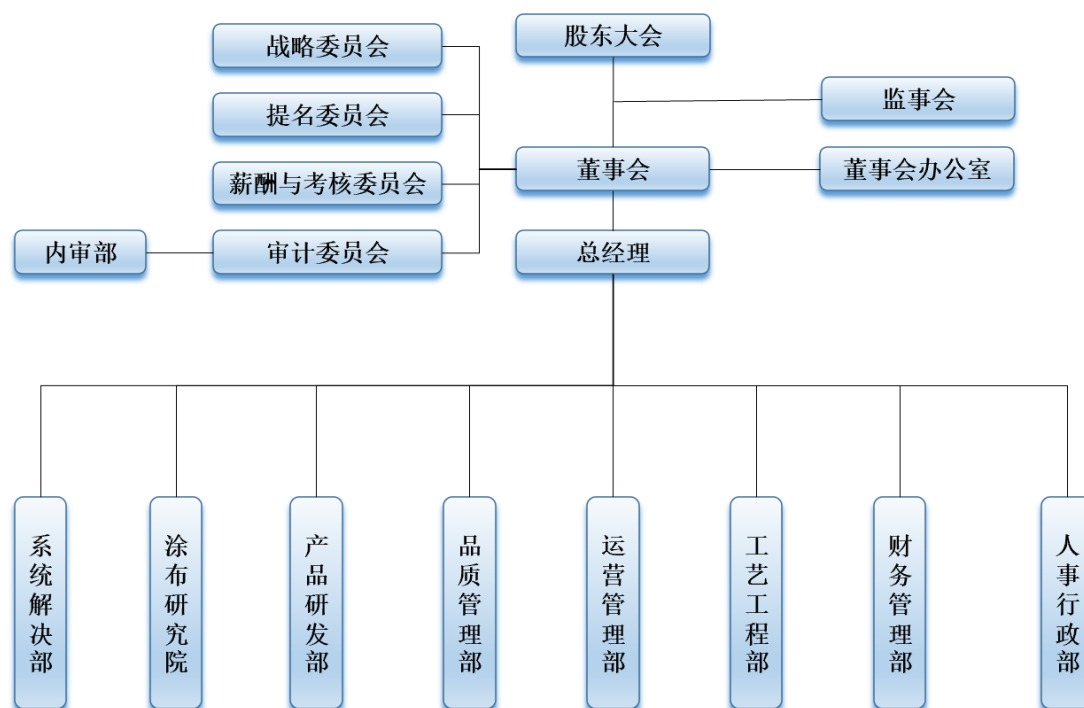 股东大会
战略委员会
监事会
提名委员会
董事会
董事会办公室
薪酬与考核委员会
内审部
审计委员会
总经理
系统解决部
涂布研究院
产品研发部
品质管理部
运营管理部
工艺工程部
财务管理部
人事行政部